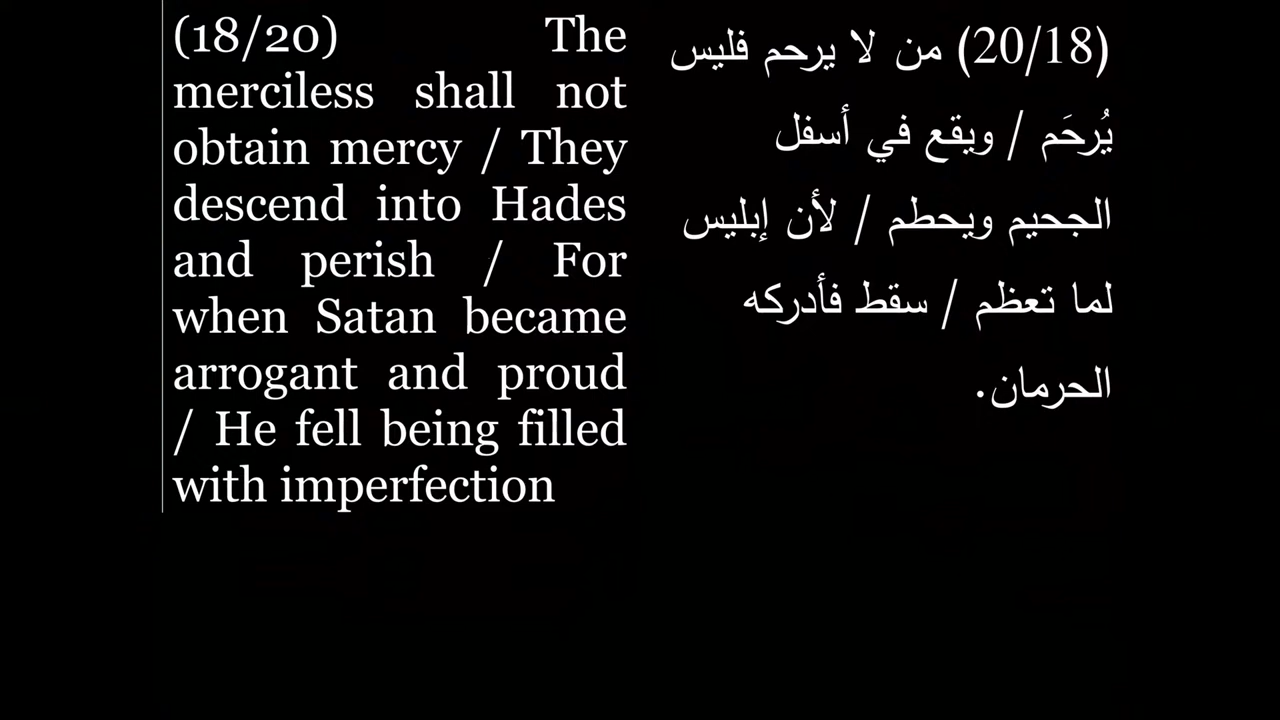 (18/20) The
merciless shall not
obtain mercy / They
descend into Hades
and perish / For
when Satan became
arrogant and proud
/ He fell being filled
with imperfection
(20/18) من لا يرحم فليس
يُرحَم / ويقع في أسفل
الجحيم ويحطم / لأن إبليس
لما تعظم / سقط فأدركه
الحرمان.